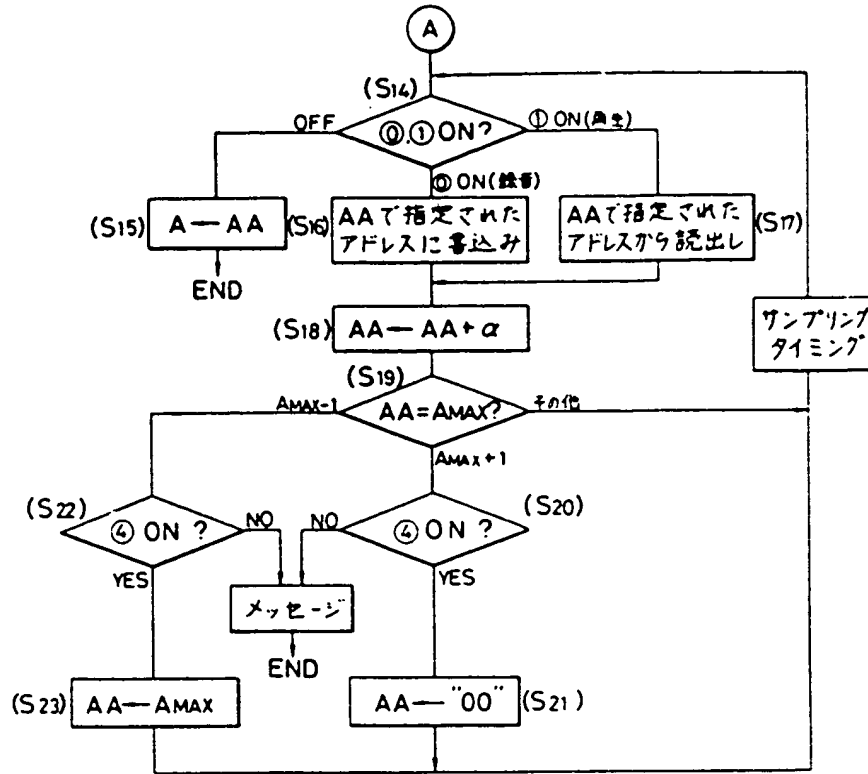 A
(S14)
⓪.① ON?
OFF
① ON(再生)
⓪ ON(録音)
(S15)
A ← AA
END
(S16)
AAで指定された
アドレスに書込み
AAで指定された
アドレスから読出し
(S17)
(S18)
AA ← AA + α
サンプリング
タイミング
(S19)
AA = AMAX?
AMAX-1
その他
AMAX+1
(S22)
④ ON ?
NO
YES
NO
④ ON ?
(S20)
YES
メッセージ
END
(S23)
AA ← AMAX
AA ← "00"
(S21)